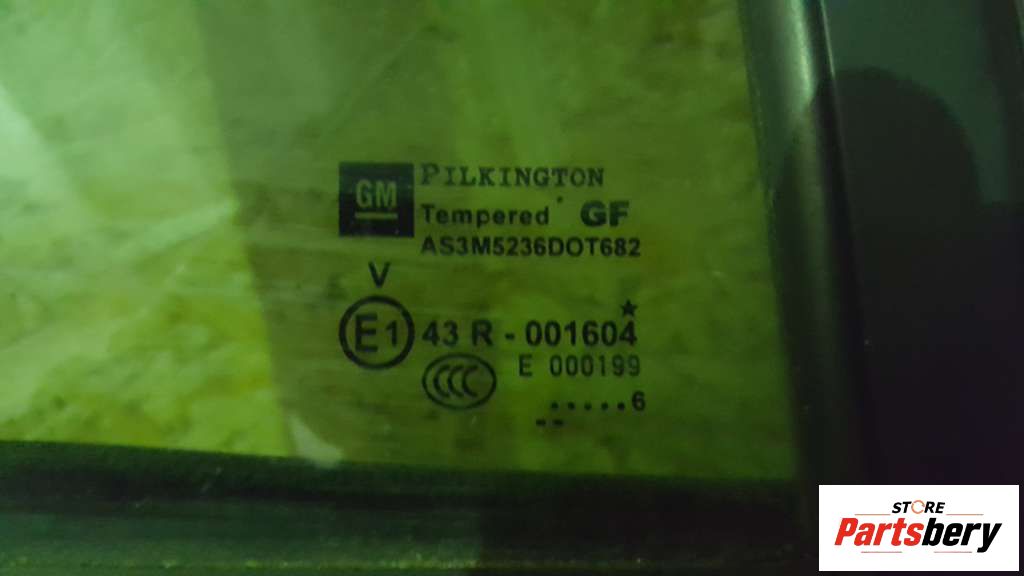 GM
PILKINGTON
Tempered GF
AS3M5236DOT682
V
E1 43 R - 001604
CCC E 000199
.....6
--
STORE
Partsbery